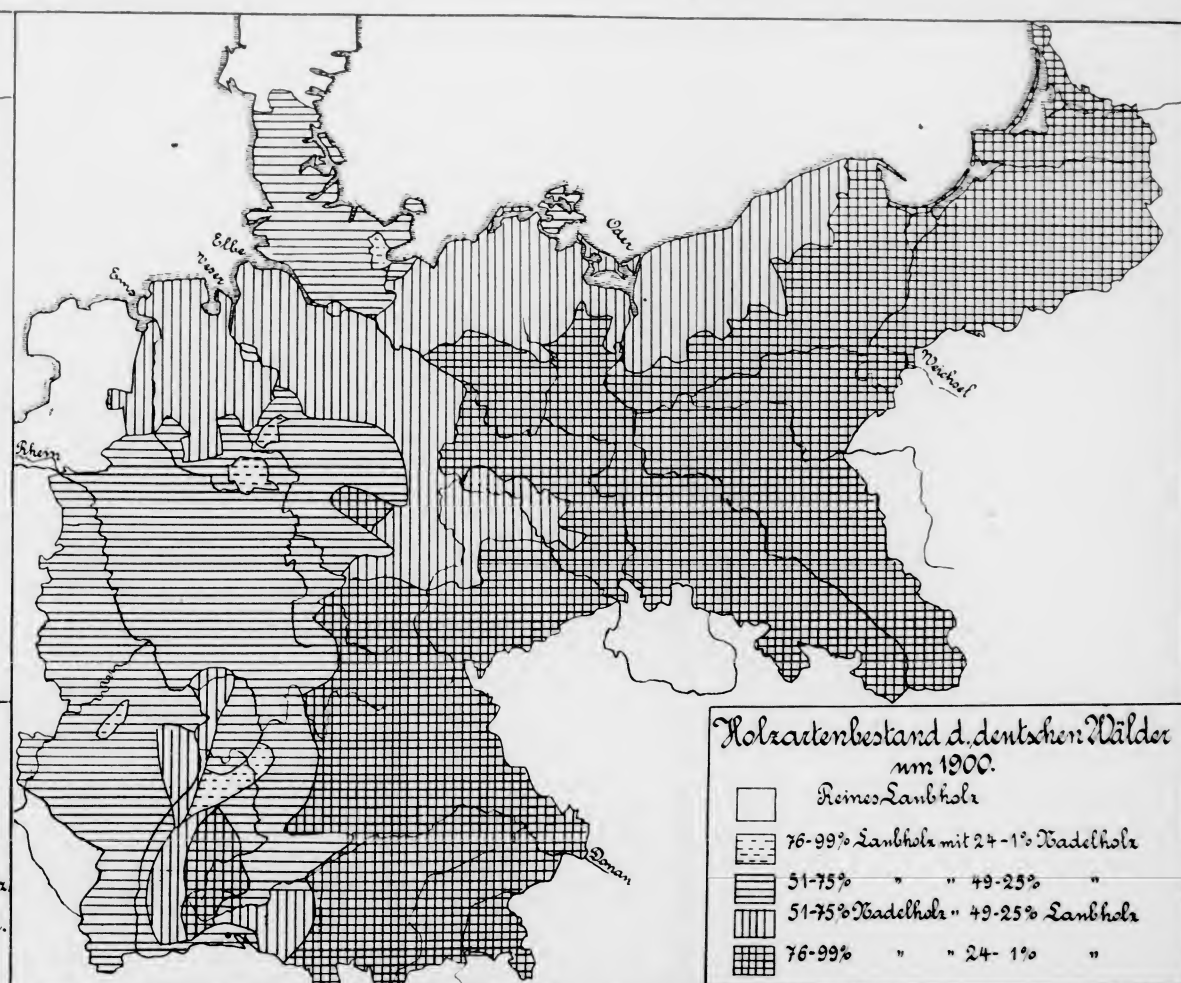 Ems
Weser
Elbe
Oder
Weichsel
Rhein
Donau
Holzartenbestand d. deutschen Wälder
um 1900.
Reines Laubholz
76-99% Laubholz mit 24-1% Nadelholz
51-75% " " 49-25% "
51-75% Nadelholz " 49-25% Laubholz
76-99% " " 24-1% "